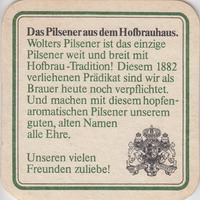 Das Pilsener aus dem Hofbrauhaus.
Wolters Pilsener ist das einzige
Pilsener weit und breit mit
Hofbrau-Tradition! Diesem 1882
verliehenen Prädikat sind wir als
Brauer heute noch verpflichtet.
Und machen mit diesem hopfen-
aromatischen Pilsener unserem
guten, alten Namen
alle Ehre.
Unseren vielen
Freunden zuliebe!